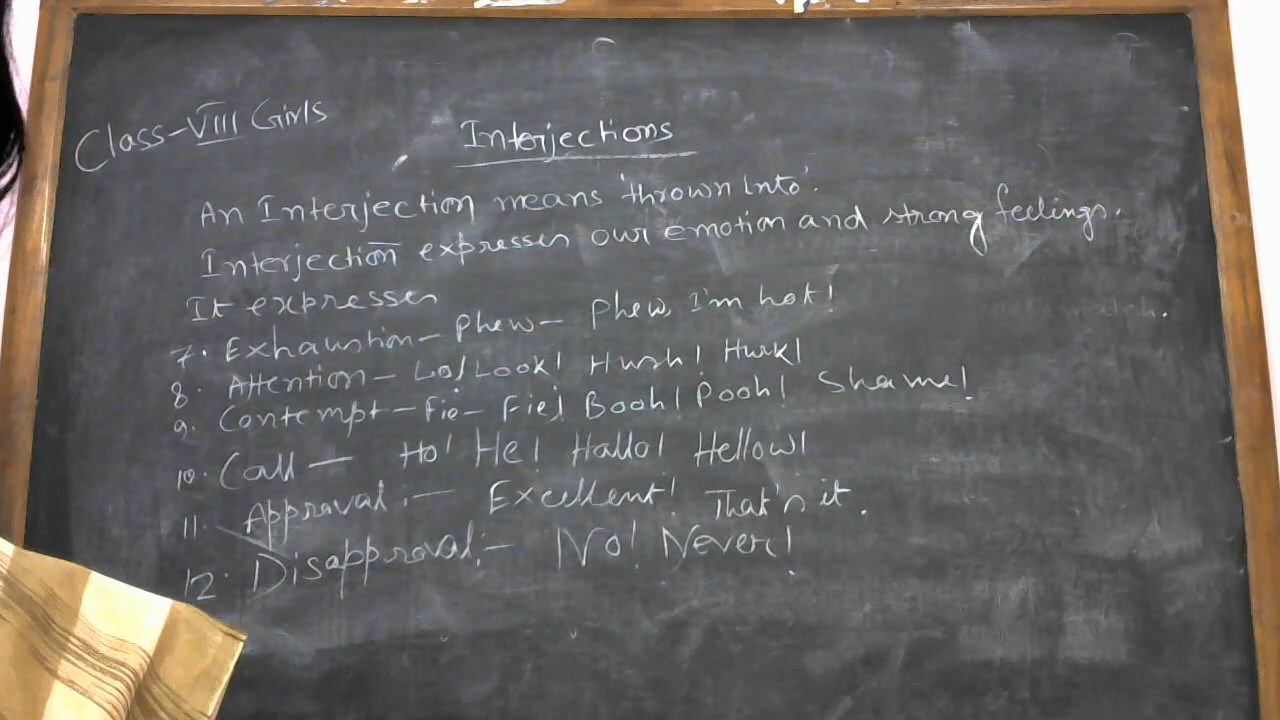 Class-VIII Girls
Interjections
An Interjection means 'thrown into'.
Interjection expresses our emotion and strong feelings.
It expresses
7. Exhaustion- Phew- Phew, I'm hot!
8. Attention- Lo! Look! Hush! Hark!
9. Contempt- Fie- Fie! Booh! Pooh! Shame!
10. Call - Ho! He! Hallo! Hellow!
11. Approval:- Excellent! That's it.
12. Disapproval:- No! Never!